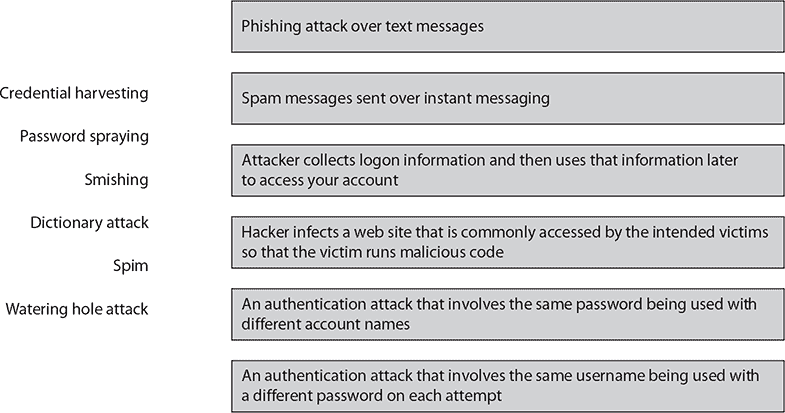 Credential harvesting
Password spraying
Smishing
Dictionary attack
Spim
Watering hole attack
Phishing attack over text messages
Spam messages sent over instant messaging
Attacker collects logon information and then uses that information later
to access your account
Hacker infects a web site that is commonly accessed by the intended victims
so that the victim runs malicious code
An authentication attack that involves the same password being used with
different account names
An authentication attack that involves the same username being used with
a different password on each attempt